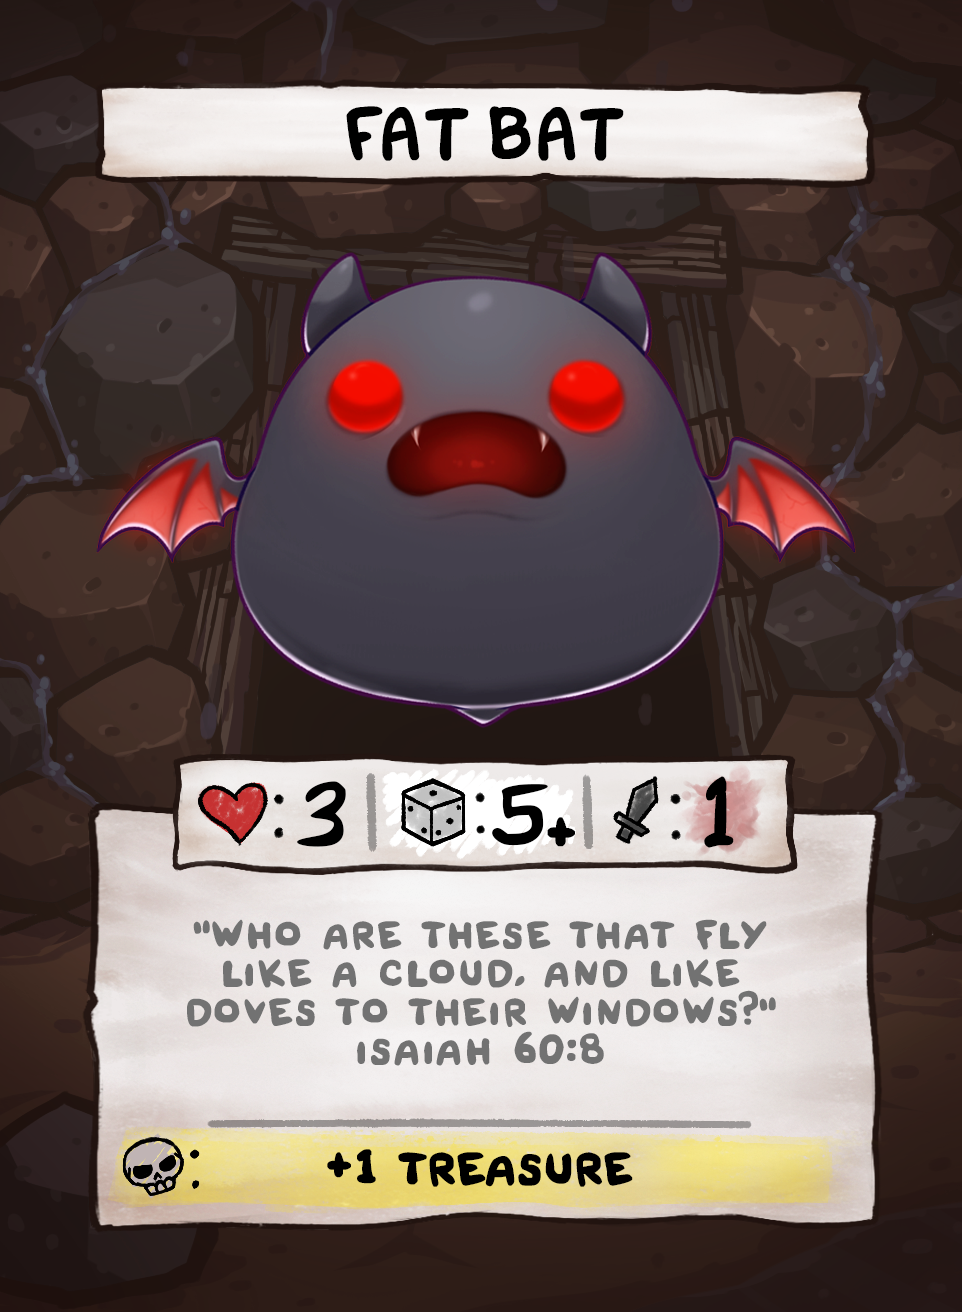 FAT BAT
: 3 : 5+ : 1
"WHO ARE THESE THAT FLY
LIKE A CLOUD, AND LIKE
DOVES TO THEIR WINDOWS?"
ISAIAH 60:8
: +1 TREASURE